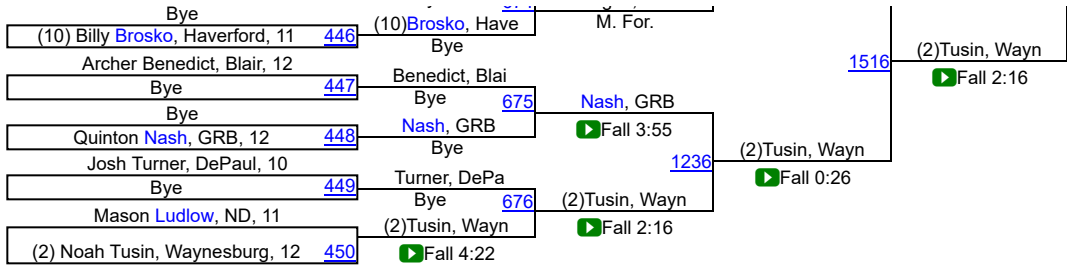 Bye
(10) Billy Brosko, Haverford, 11 446
Archer Benedict, Blair, 12
Bye 447
Bye
Quinton Nash, GRB, 12 448
Josh Turner, DePaul, 10
Bye 449
Mason Ludlow, ND, 11
(2) Noah Tusin, Waynesburg, 12 450
(10)Brosko, Have
Bye
Benedict, Blai
Bye 675
Nash, GRB
Bye
Turner, DePa
Bye 676
(2)Tusin, Wayn
Fall 4:22
M. For.
Nash, GRB
Fall 3:55
1236
(2)Tusin, Wayn
Fall 2:16
1516
(2)Tusin, Wayn
Fall 0:26
(2)Tusin, Wayn
Fall 2:16